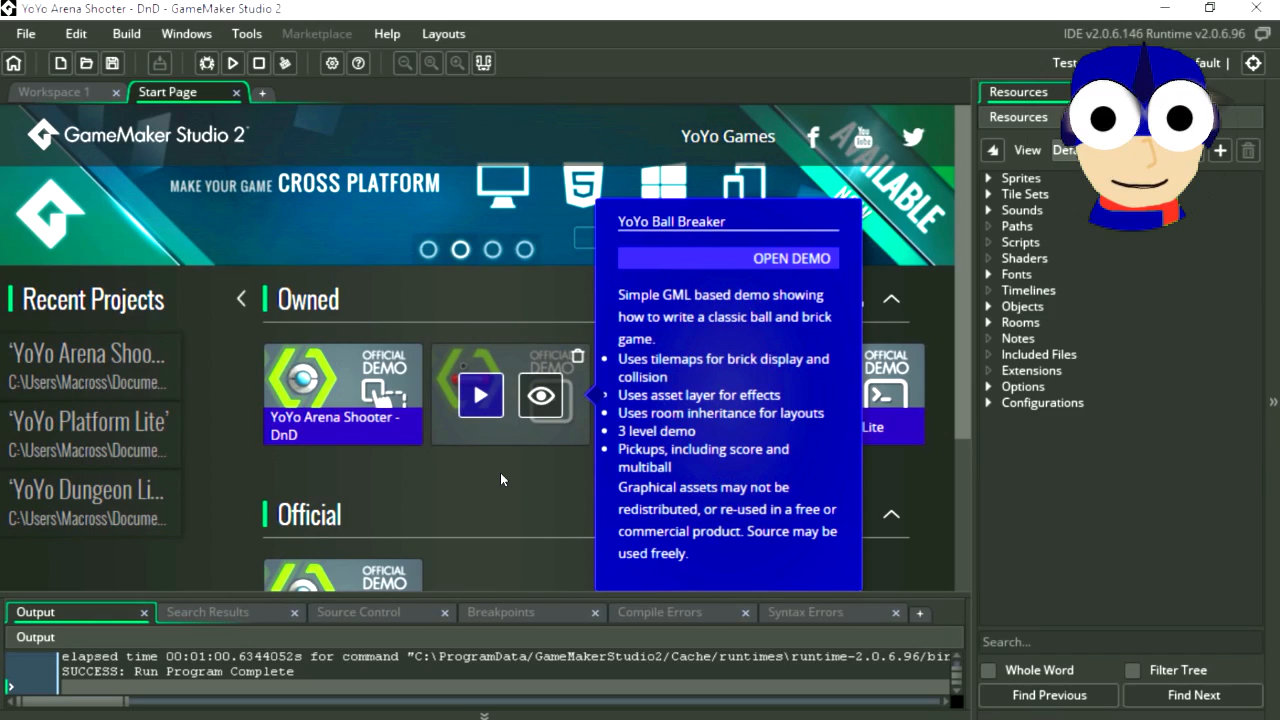 YoYo Arena Shooter - DnD - GameMaker Studio 2
File Edit Build Windows Tools Marketplace Help Layouts
IDE v2.0.6.146 Runtime v2.0.6.96
Workspace 1
Start Page
Resources
Resources
View
GameMaker Studio 2
YoYo Games
You Tube
AVAILABLE
NOW
MAKE YOUR GAME CROSS PLATFORM
Recent Projects
'YoYo Arena Shoo...
C:\Users\Macross\Docume...
'YoYo Platform Lite'
C:\Users\Macross\Docume...
'YoYo Dungeon Li...
C:\Users\Macross\Docume...
Owned
OFFICIAL
DEMO
YoYo Arena Shooter -
DnD
OFFICIAL
DEMO
OFFICIAL
DEMO
Lite
Official
OFFICIAL
DEMO
YoYo Ball Breaker
OPEN DEMO
Simple GML based demo showing
how to write a classic ball and brick
game.
Uses tilemaps for brick display and
collision
Uses asset layer for effects
Uses room inheritance for layouts
3 level demo
Pickups, including score and
multiball
Graphical assets may not be
redistributed, or re-used in a free or
commercial product. Source may be
used freely.
Sprites
Tile Sets
Sounds
Paths
Scripts
Shaders
Fonts
Timelines
Objects
Rooms
Notes
Included Files
Extensions
Options
Configurations
Search...
Whole Word
Filter Tree
Find Previous
Find Next
Output
Search Results
Source Control
Breakpoints
Compile Errors
Syntax Errors
Output
elapsed time 00:01:00.6344052s for command "C:\ProgramData/GameMakerStudio2/Cache/runtimes\runtime-2.0.6.96/bir
SUCCESS: Run Program Complete